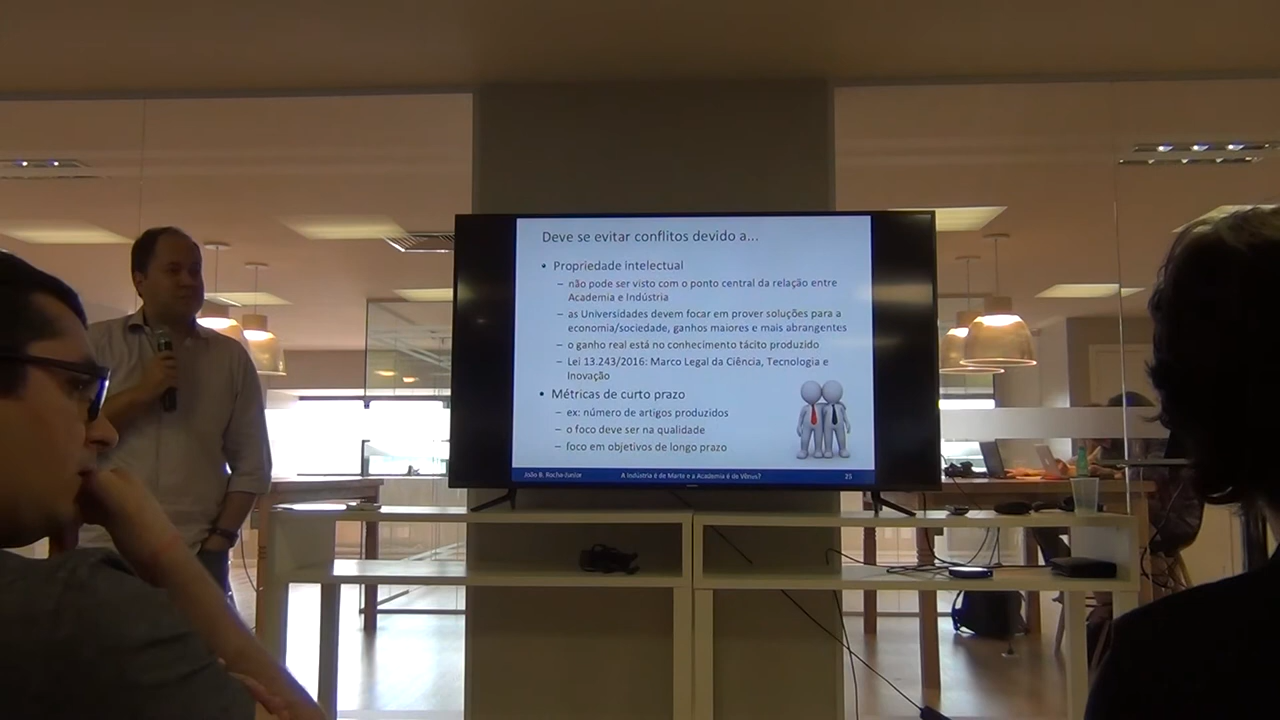 Deve se evitar conflitos devido a...
• Propriedade intelectual
– não pode ser visto com o ponto central da relação entre
Academia e Indústria
– as Universidades devem focar em prover soluções para a
economia/sociedade, ganhos maiores e mais abrangentes
– o ganho real está no conhecimento tácito produzido
– Lei 13.243/2016: Marco Legal da Ciência, Tecnologia e
Inovação
• Métricas de curto prazo
– ex: número de artigos produzidos
– o foco deve ser na qualidade
– foco em objetivos de longo prazo
João B. Rocha-Junior
A Indústria é de Marte e a Academia é de Vênus?
25